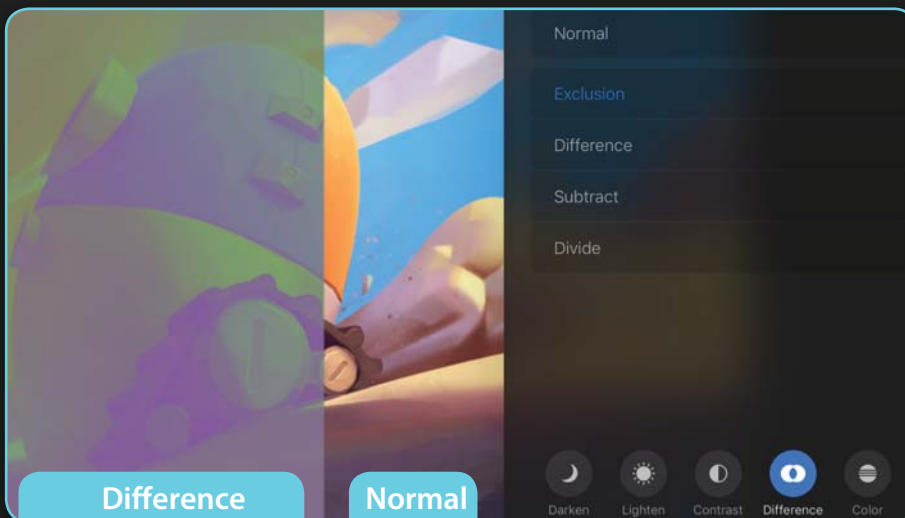 Normal
Exclusion
Difference
Subtract
Divide
Darken Lighten Contrast Difference Color
Difference Normal